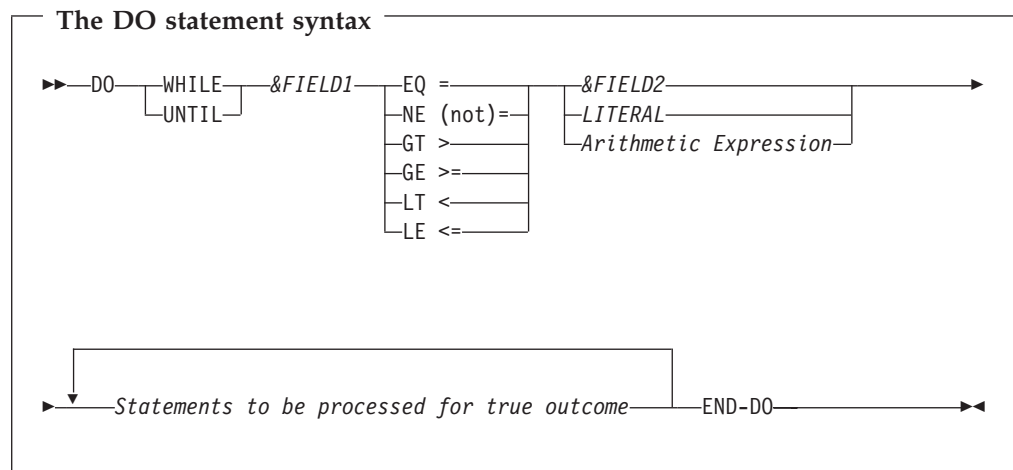 The DO statement syntax
DO WHILE &FIELD1 EQ = &FIELD2
UNTIL NE (not)= LITERAL
GT > Arithmetic Expression
GE >=
LT <
LE <=
Statements to be processed for true outcome END-DO